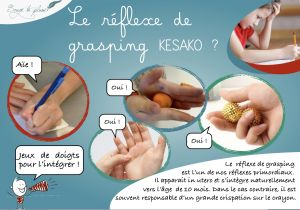 Le réflexe de
grasping KESAKO ?
Aïe !
Oui !
Oui !
Oui !
Jeux de doigts
pour l'intégrer !
Le réflexe de grasping
est l'un de nos réflexes primordiaux.
Il apparait in utero et s'intègre naturellement
vers l'âge de 10 mois. Dans le cas contraire, il est
souvent responsable d'un grande crispation sur le crayon.